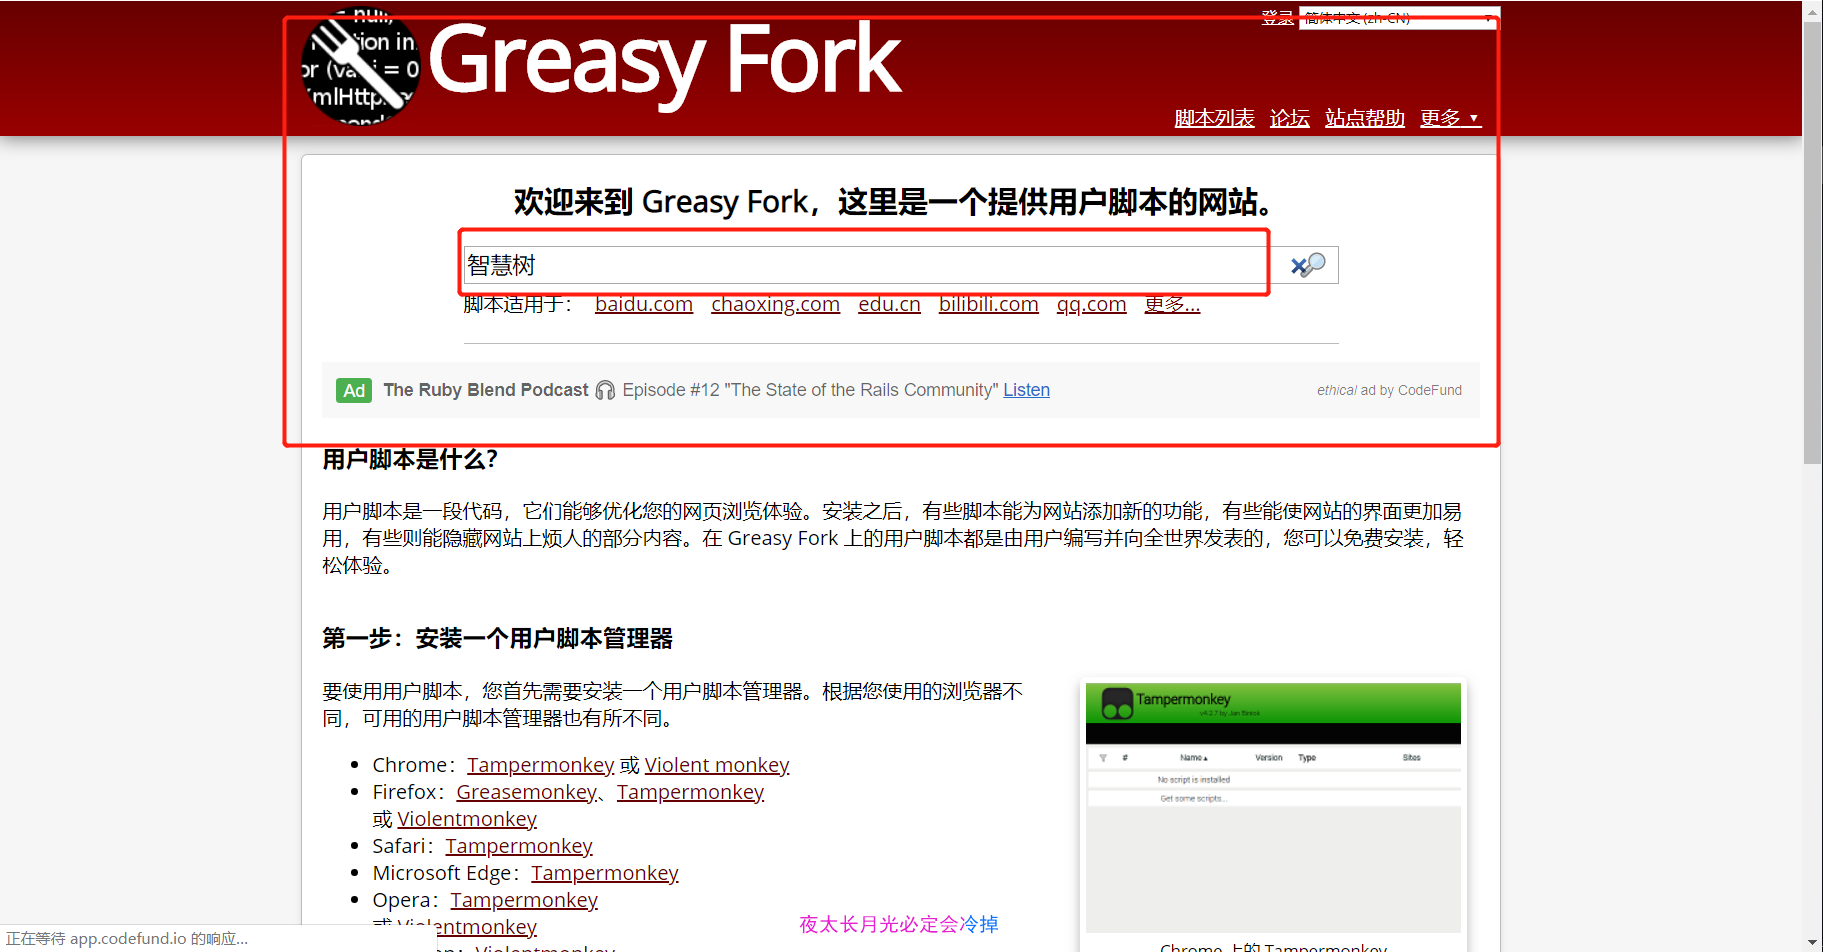 null,
ion in
or (va i = 0
mlHttp
Greasy Fork
登录 简体中文 (zh-CN)
脚本列表 论坛 站点帮助 更多 ▾
欢迎来到 Greasy Fork，这里是一个提供用户脚本的网站。
智慧树
脚本适用于： baidu.com chaoxing.com edu.cn bilibili.com qq.com 更多...
Ad The Ruby Blend Podcast 🎧 Episode #12 "The State of the Rails Community" Listen ethical ad by CodeFund
用户脚本是什么？
用户脚本是一段代码，它们能够优化您的网页浏览体验。安装之后，有些脚本能为网站添加新的功能，有些能使网站的界面更加易
用，有些则能隐藏网站上烦人的部分内容。在 Greasy Fork 上的用户脚本都是由用户编写并向全世界发表的，您可以免费安装，轻
松体验。
第一步：安装一个用户脚本管理器
要使用用户脚本，您首先需要安装一个用户脚本管理器。根据您使用的浏览器不
同，可用的用户脚本管理器也有所不同。
• Chrome：Tampermonkey 或 Violent monkey
• Firefox：Greasemonkey、Tampermonkey
或 Violentmonkey
• Safari：Tampermonkey
• Microsoft Edge：Tampermonkey
• Opera：Tampermonkey
或 Violentmonkey
Violentmonkey
Tampermonkey
v4.2.7 by Jan Biniok
# Name ▴ Version Type Sites
No script is installed
Get some scripts...
Chrome 上的 Tampermonkey
夜太长月光必定会冷掉
正在等待 app.codefund.io 的响应...